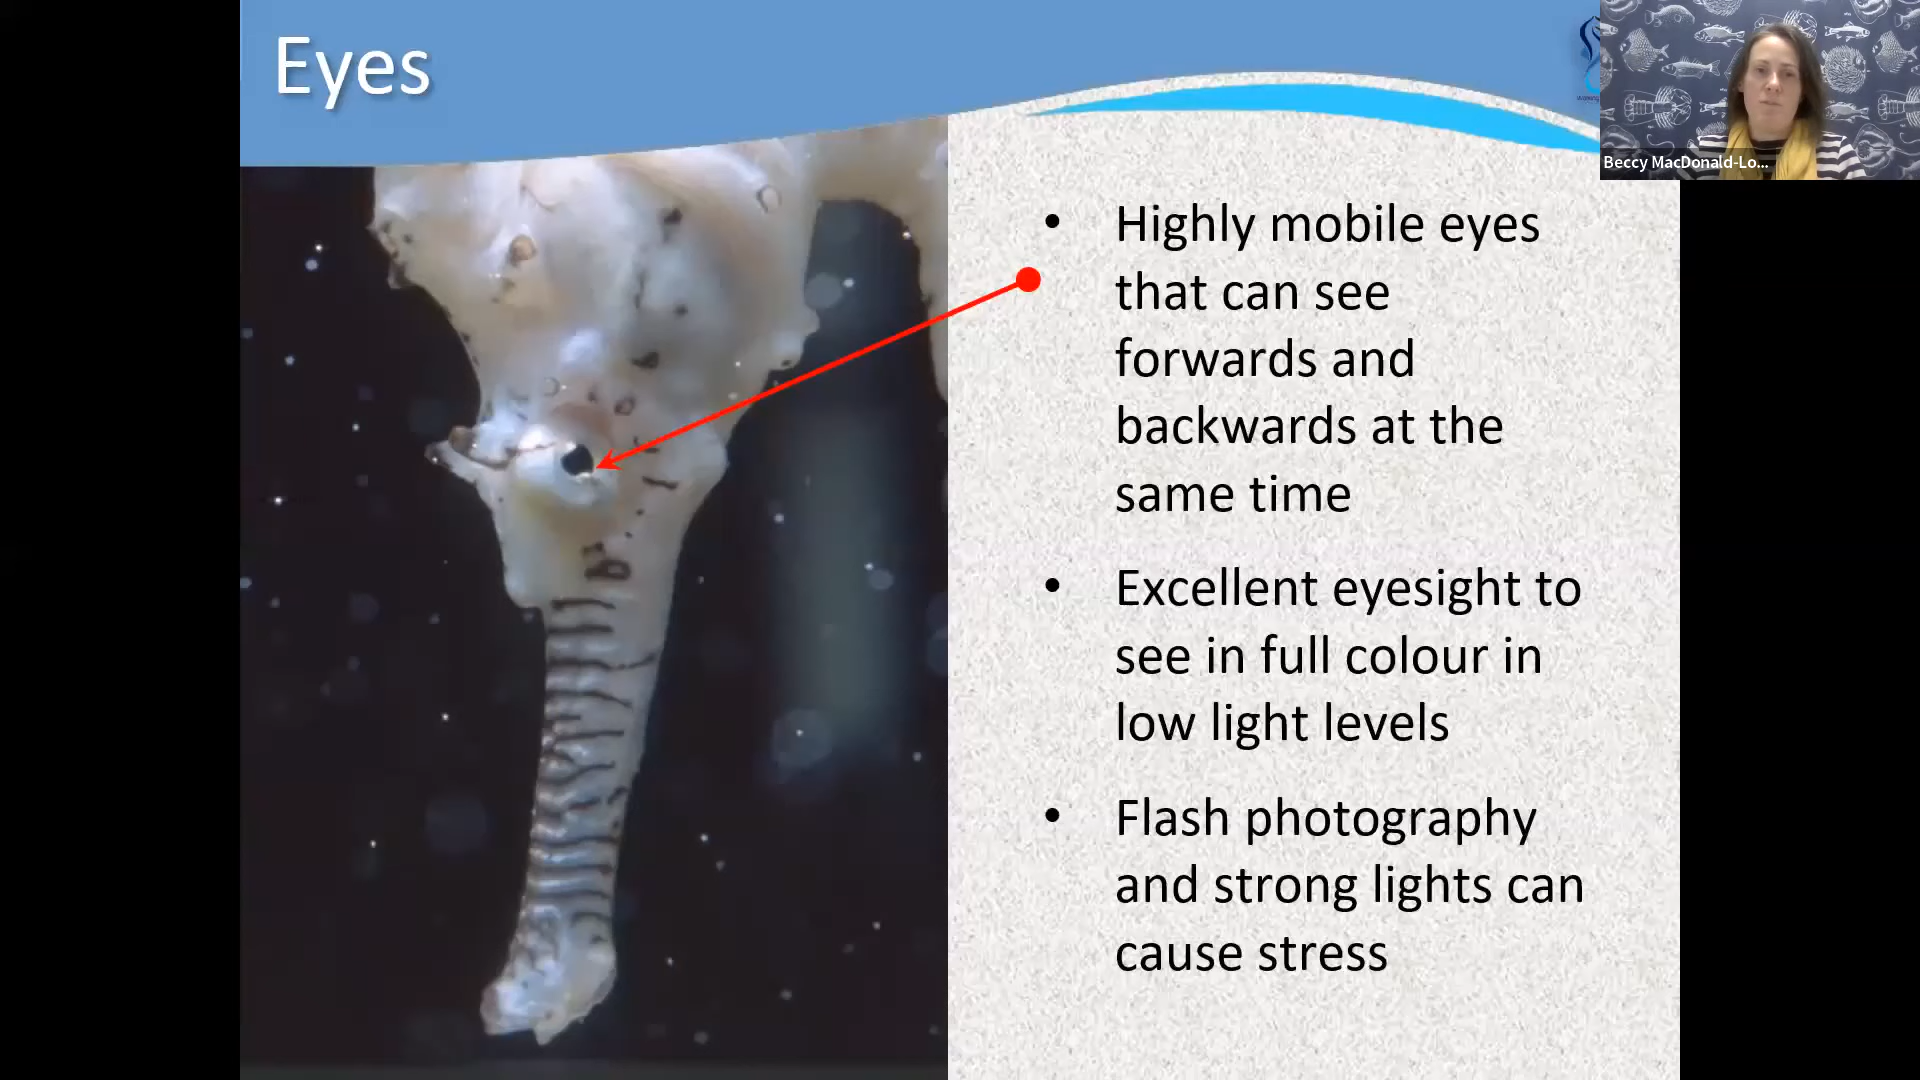 Eyes
Beccy MacDonald-Lo...
• Highly mobile eyes
that can see
forwards and
backwards at the
same time
• Excellent eyesight to
see in full colour in
low light levels
• Flash photography
and strong lights can
cause stress